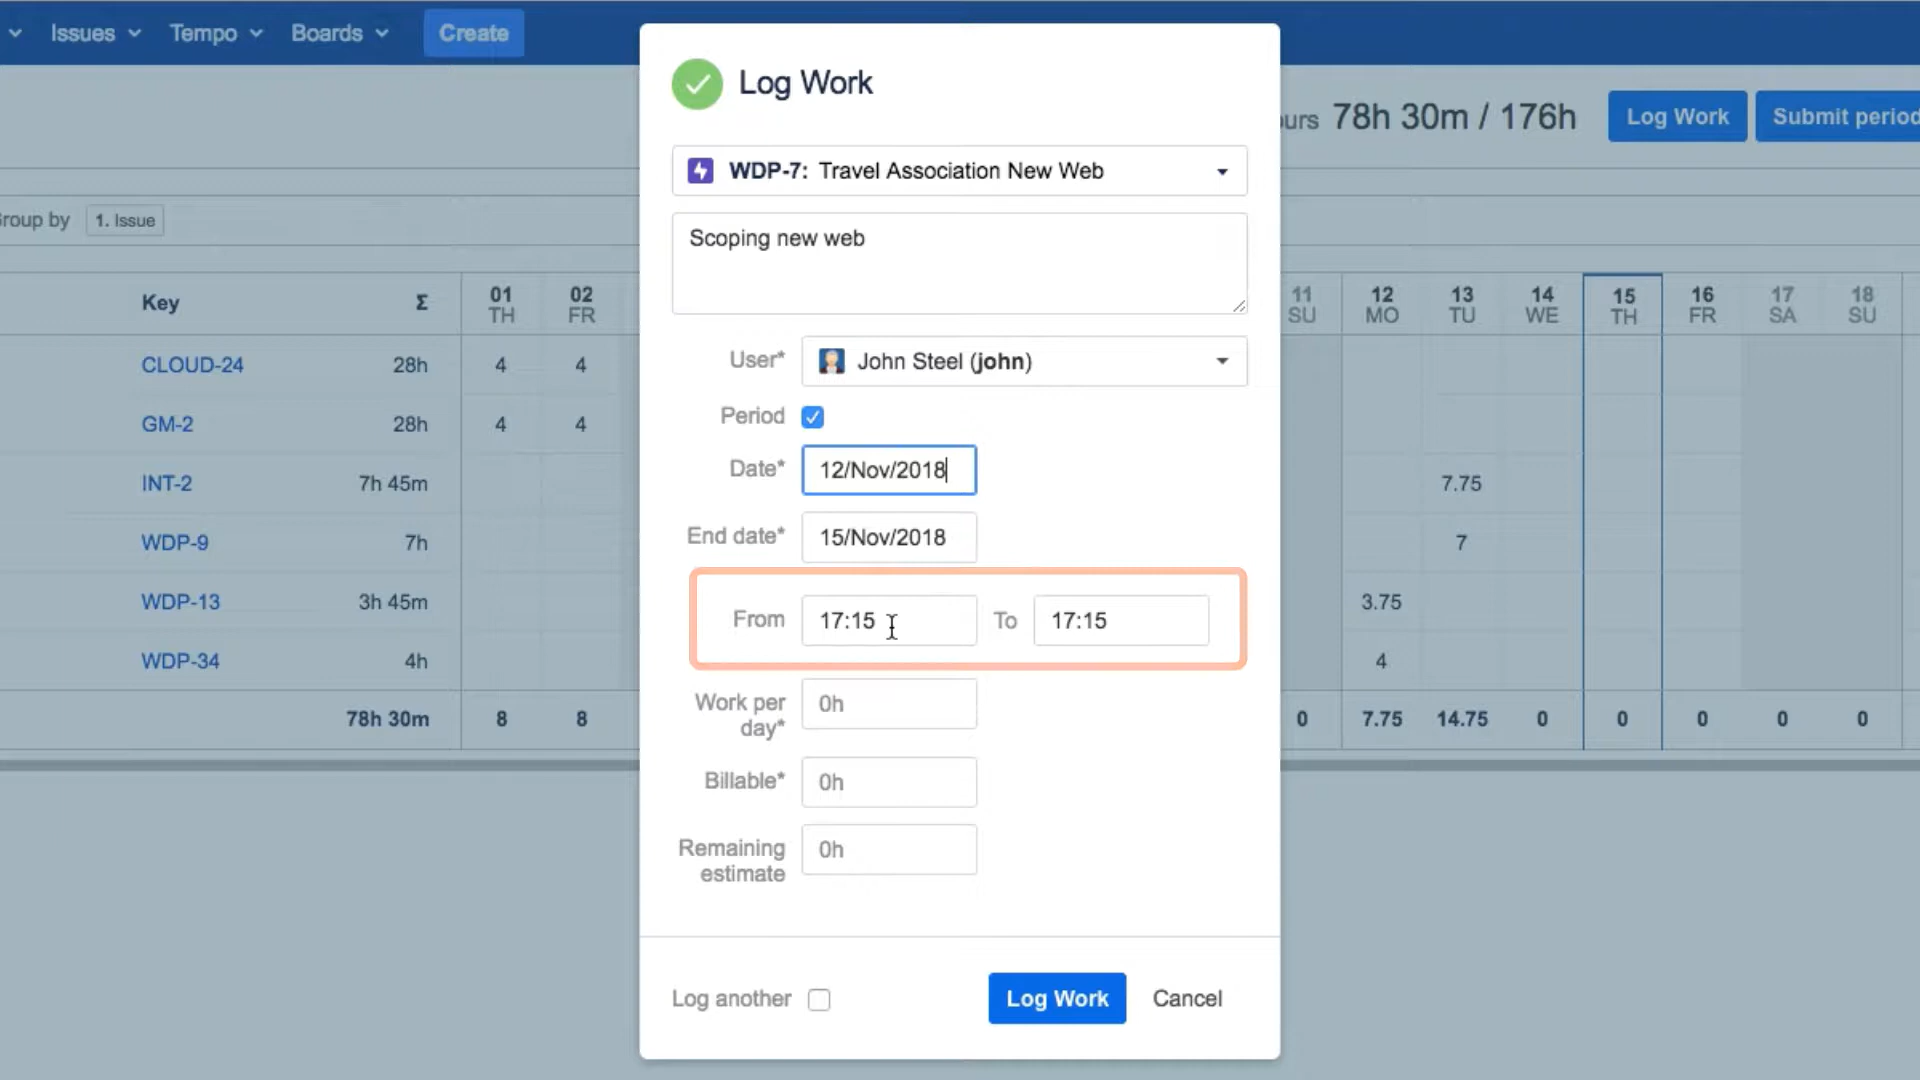 Issues Tempo Boards Create
Log Work
78h 30m / 176h Log Work Submit period
WDP-7: Travel Association New Web
Group by 1. Issue
Scoping new web
Key Σ 01 TH 02 FR 11 SU 12 MO 13 TU 14 WE 15 TH 16 FR 17 SA 18 SU
User* John Steel (john)
CLOUD-24 28h 4 4
Period
GM-2 28h 4 4
Date* 12/Nov/2018
INT-2 7h 45m 7.75
End date* 15/Nov/2018
WDP-9 7h 7
WDP-13 3h 45m 3.75
From 17:15 To 17:15
WDP-34 4h 4
Work per day* 0h
78h 30m 8 8 0 7.75 14.75 0 0 0 0 0
Billable* 0h
Remaining estimate 0h
Log another Log Work Cancel